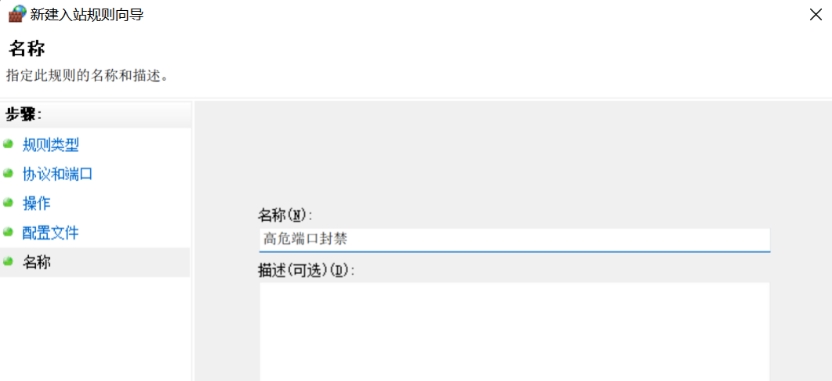 新建入站规则向导
名称
指定此规则的名称和描述。
步骤:
规则类型
协议和端口
操作
配置文件
名称
名称(N):
高危端口封禁
描述(可选)(D):